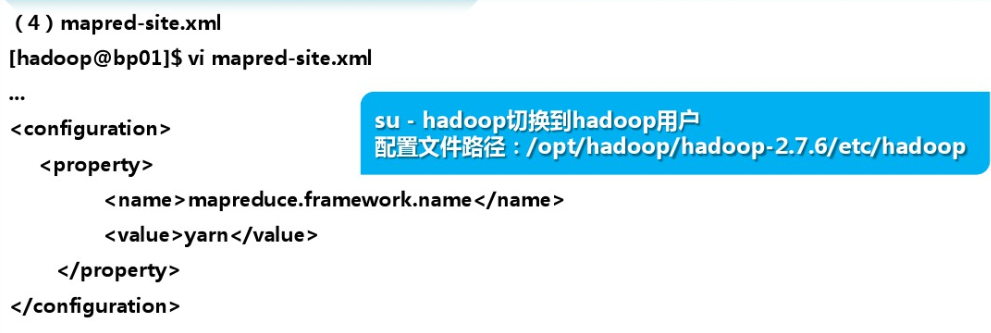 （4）mapred-site.xml
[hadoop@bp01]$ vi mapred-site.xml
...
<configuration>
su - hadoop切换到hadoop用户
配置文件路径：/opt/hadoop/hadoop-2.7.6/etc/hadoop
<property>
<name>mapreduce.framework.name</name>
<value>yarn</value>
</property>
</configuration>